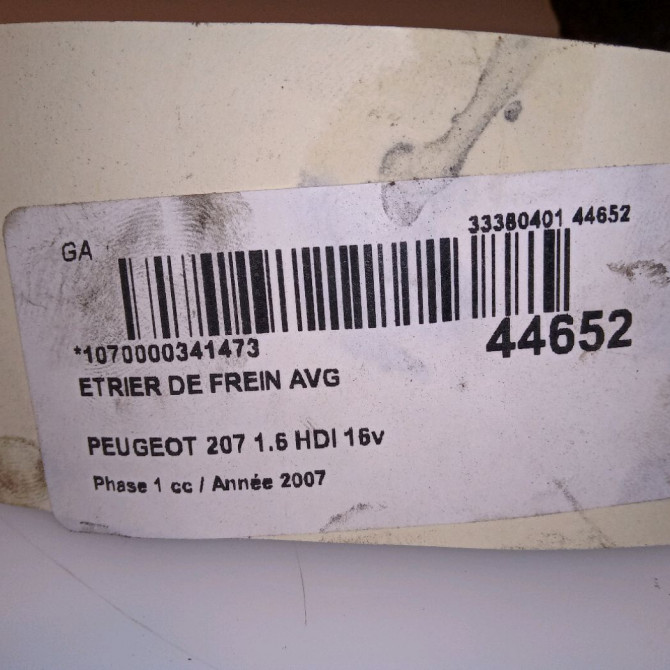 GA
33380401 44652
*1070000341473
44652
ETRIER DE FREIN AVG
PEUGEOT 207 1.6 HDI 16v
Phase 1 cc / Année 2007